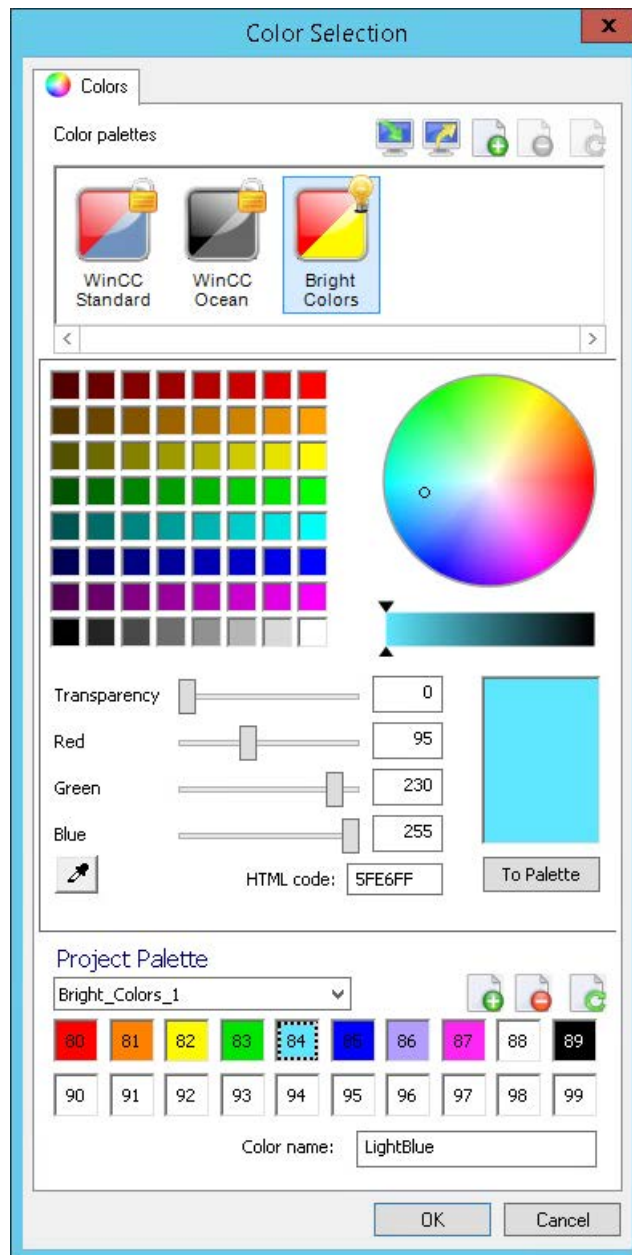 Color Selection
x
Colors
Color palettes
WinCC Standard
WinCC Ocean
Bright Colors
Transparency 0
Red 95
Green 230
Blue 255
HTML code: 5FE6FF
To Palette
Project Palette
Bright_Colors_1
80 81 82 83 84 85 86 87 88 89
90 91 92 93 94 95 96 97 98 99
Color name: LightBlue
OK Cancel